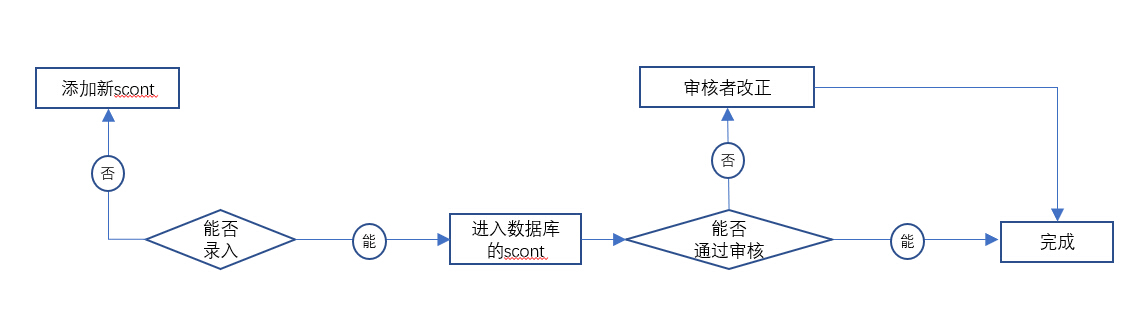 添加新scont
审核者改正
否
否
能否
录入
能
进入数据库
的scont
能否
通过审核
能
完成